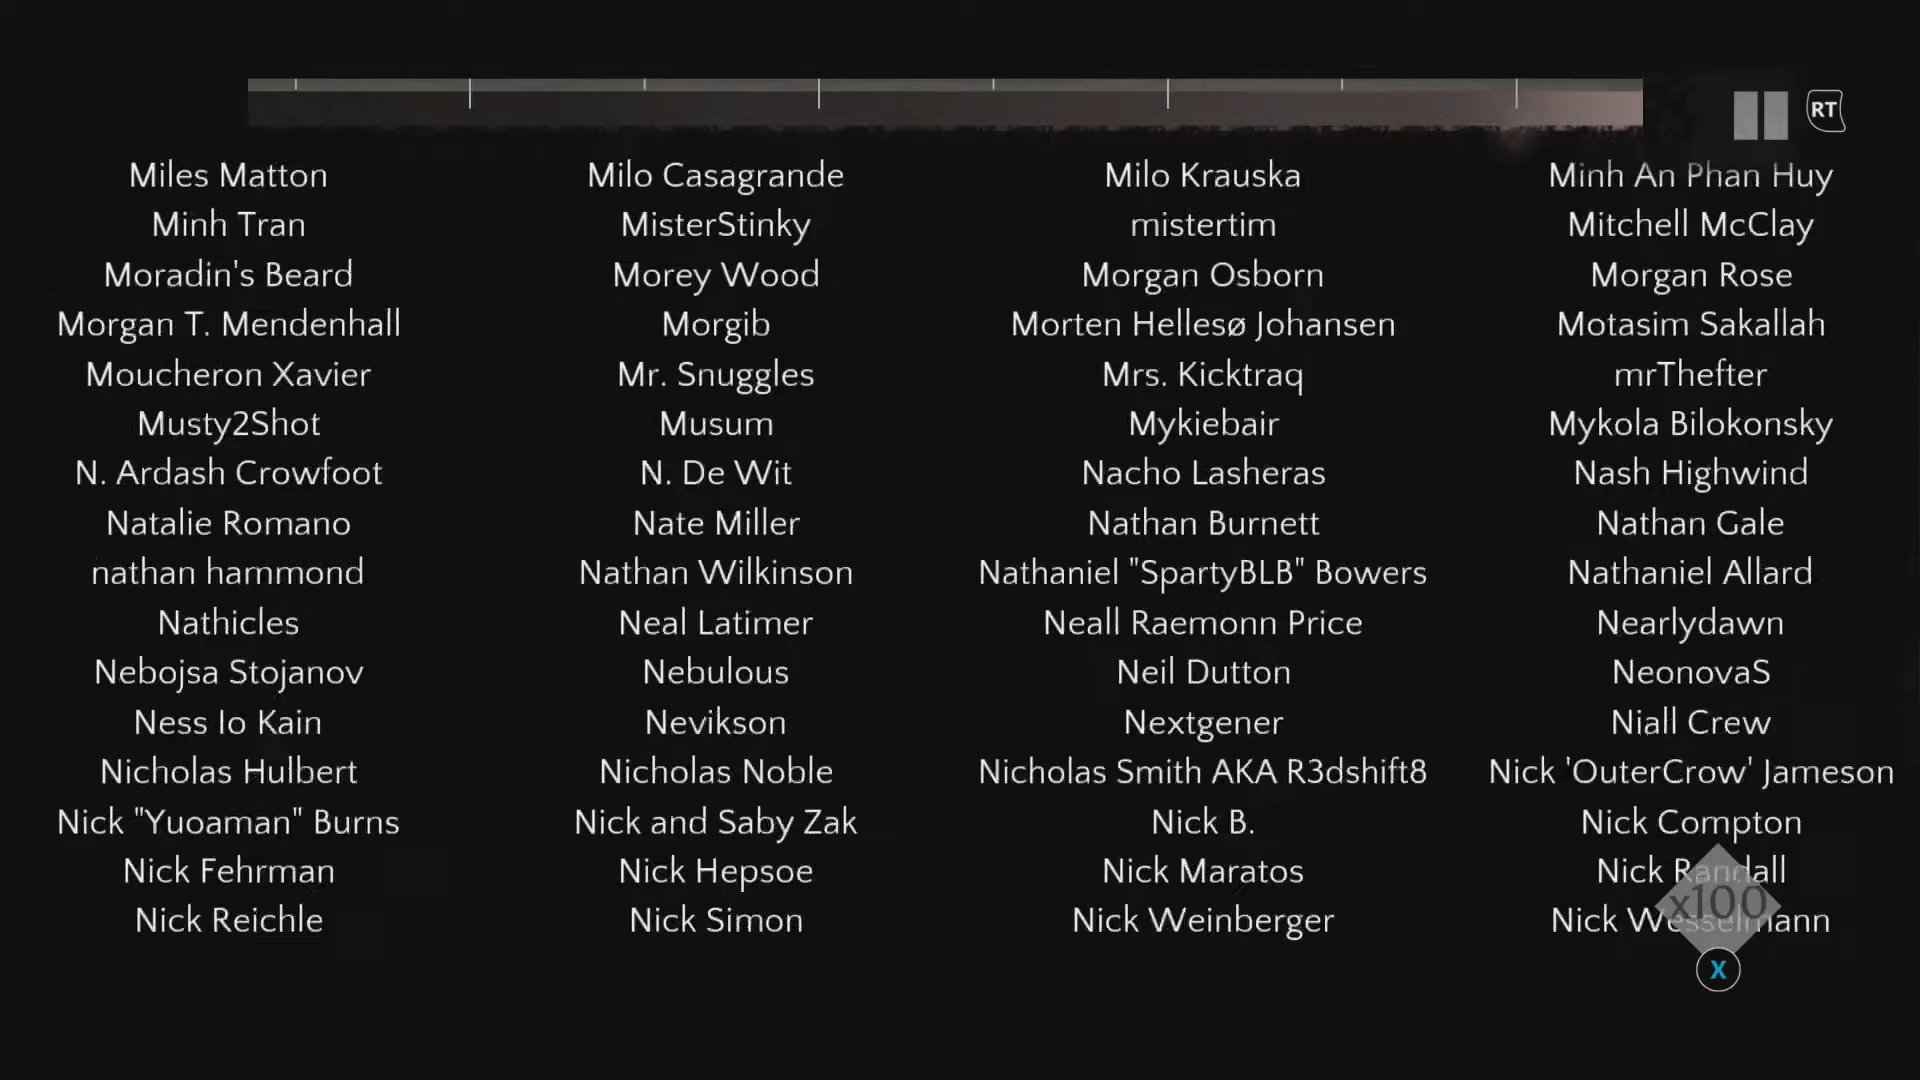 RT
Miles Matton Milo Casagrande Milo Krauska Minh An Phan Huy
Minh Tran MisterStinky mistertim Mitchell McClay
Moradin's Beard Morey Wood Morgan Osborn Morgan Rose
Morgan T. Mendenhall Morgib Morten Hellesø Johansen Motasim Sakallah
Moucheron Xavier Mr. Snuggles Mrs. Kicktraq mrThefter
Musty2Shot Musum Mykiebair Mykola Bilokonsky
N. Ardash Crowfoot N. De Wit Nacho Lasheras Nash Highwind
Natalie Romano Nate Miller Nathan Burnett Nathan Gale
nathan hammond Nathan Wilkinson Nathaniel "SpartyBLB" Bowers Nathaniel Allard
Nathicles Neal Latimer Neall Raemonn Price Nearlydawn
Nebojsa Stojanov Nebulous Neil Dutton NeonovaS
Ness Io Kain Nevikson Nextgener Niall Crew
Nicholas Hulbert Nicholas Noble Nicholas Smith AKA R3dshift8 Nick 'OuterCrow' Jameson
Nick "Yuoaman" Burns Nick and Saby Zak Nick B. Nick Compton
Nick Fehrman Nick Hepsoe Nick Maratos Nick Randall
Nick Reichle Nick Simon Nick Weinberger Nick Wesselmann
x100
X